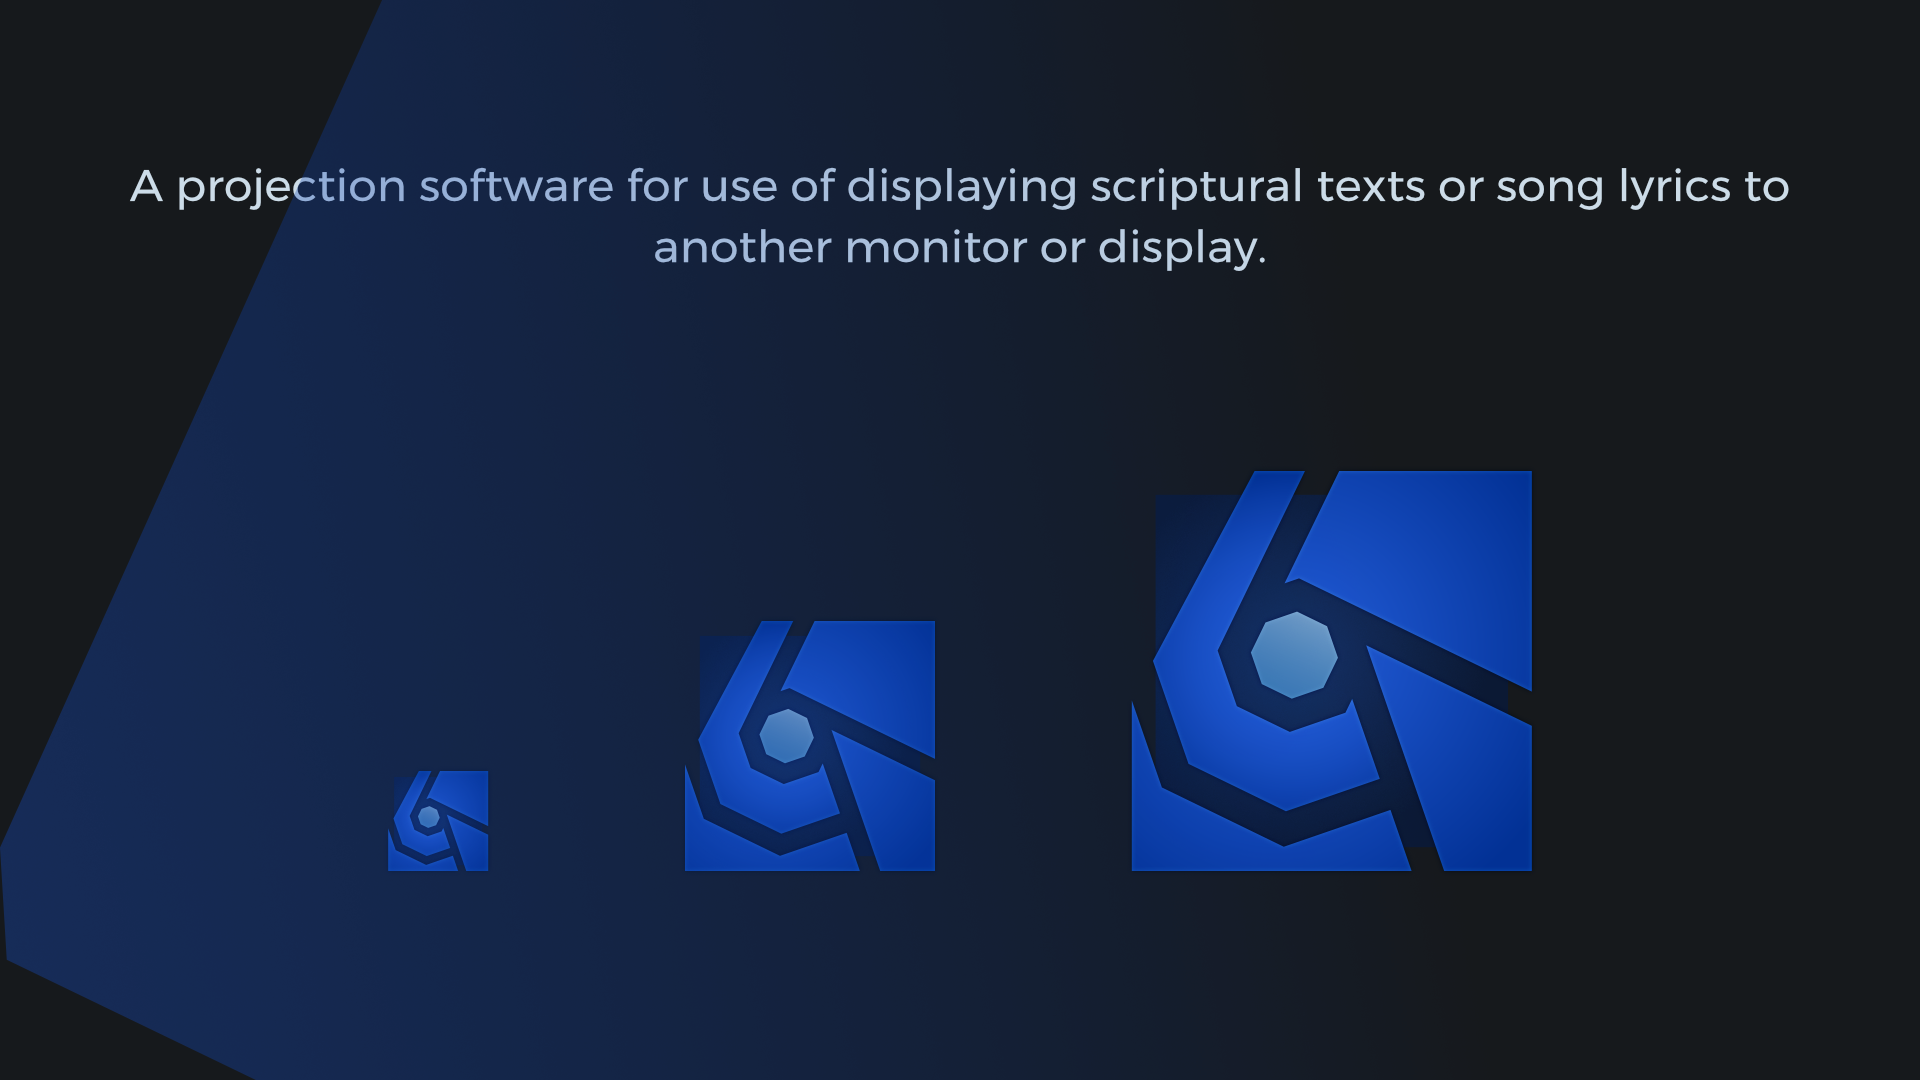 A projection software for use of displaying scriptural texts or song lyrics to
another monitor or display.